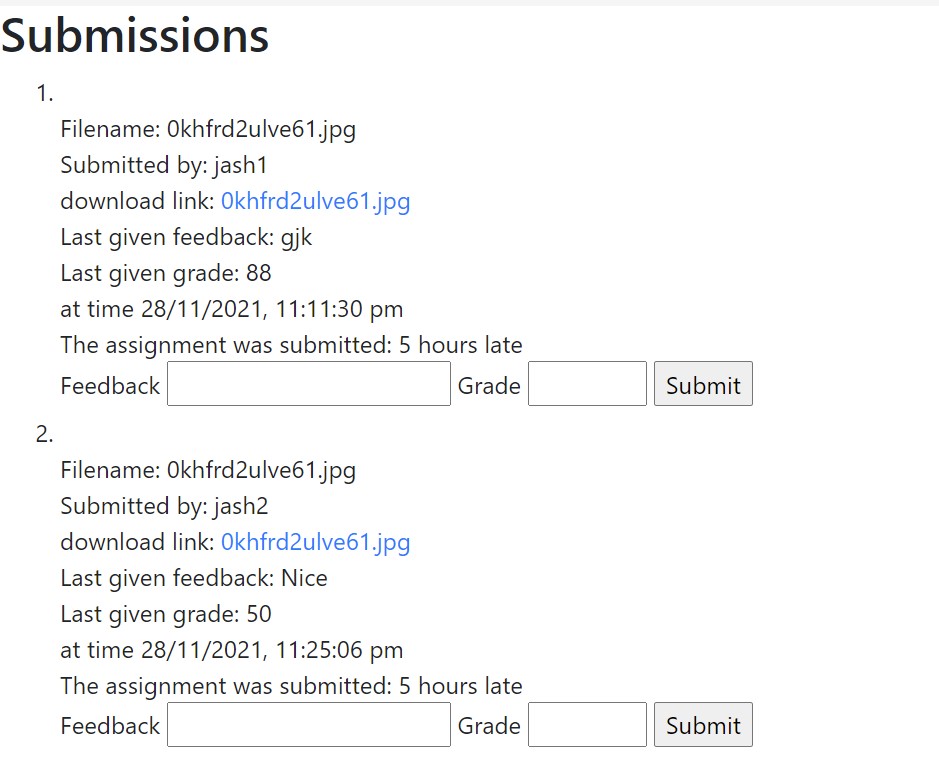 Submissions
1.
Filename: 0khfrd2ulve61.jpg
Submitted by: jash1
download link: 0khfrd2ulve61.jpg
Last given feedback: gjk
Last given grade: 88
at time 28/11/2021, 11:11:30 pm
The assignment was submitted: 5 hours late
Feedback Grade Submit
2.
Filename: 0khfrd2ulve61.jpg
Submitted by: jash2
download link: 0khfrd2ulve61.jpg
Last given feedback: Nice
Last given grade: 50
at time 28/11/2021, 11:25:06 pm
The assignment was submitted: 5 hours late
Feedback Grade Submit